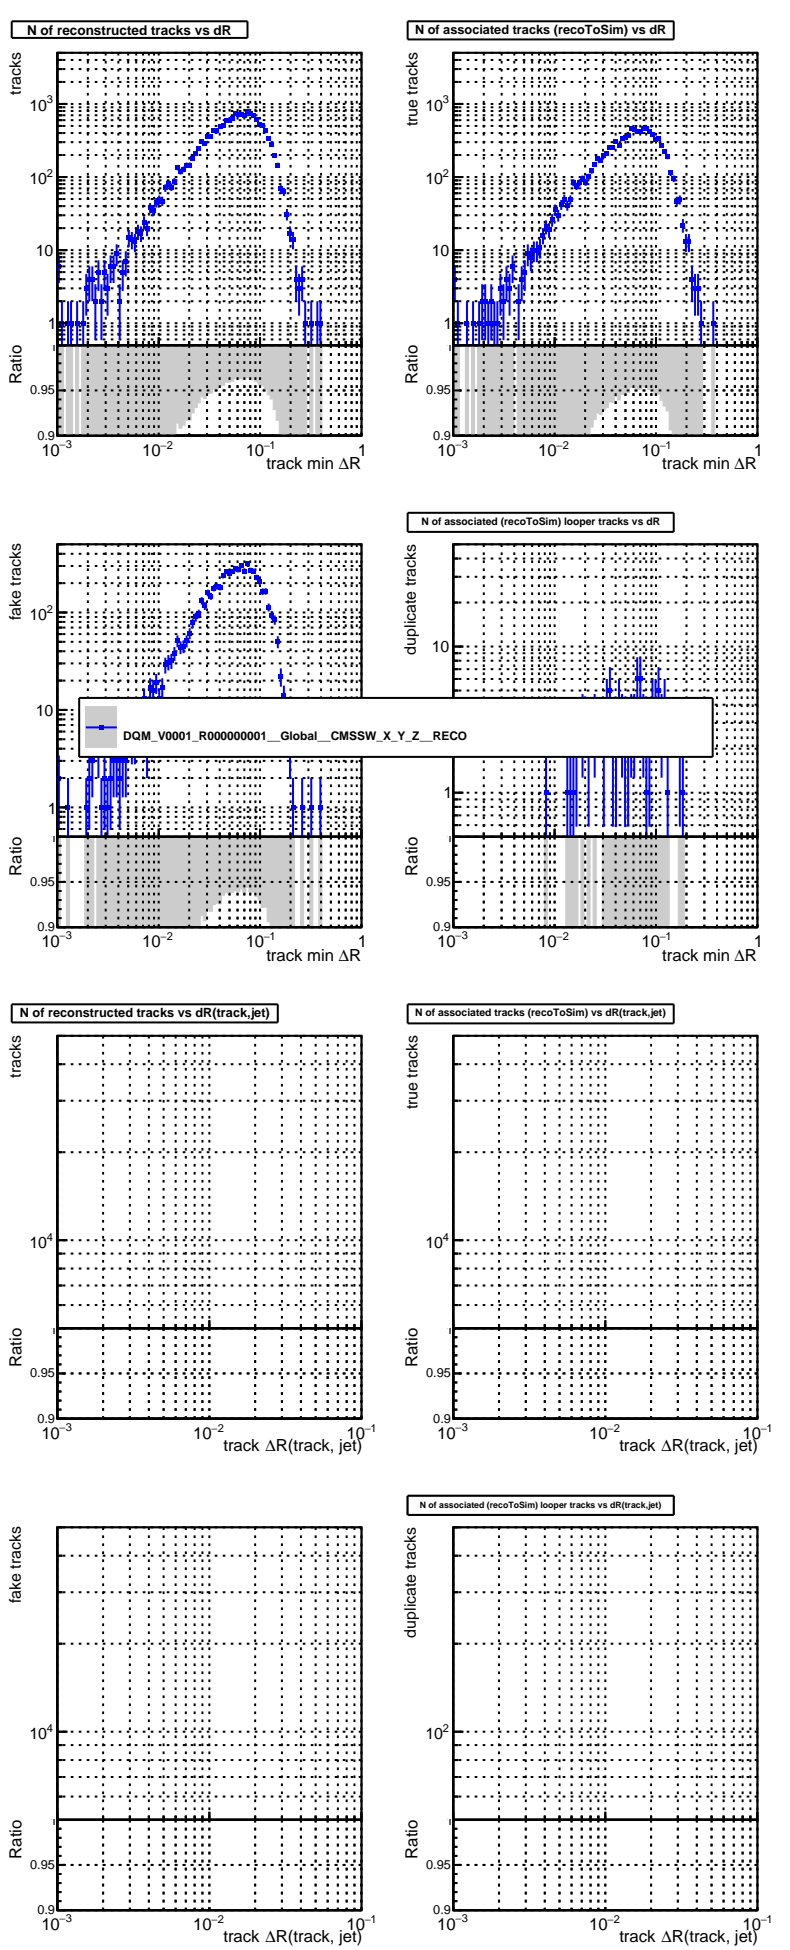 N of reconstructed tracks vs dR
tracks
10³
10²
10
1
Ratio
1
0.95
0.9
10⁻³
10⁻²
10⁻¹
1
track min ΔR
N of associated tracks (recoToSim) vs dR
true tracks
10³
10²
10
1
Ratio
1
0.95
0.9
10⁻³
10⁻²
10⁻¹
1
track min ΔR
fake tracks
10²
10
1
Ratio
1
0.95
0.9
10⁻³
10⁻²
10⁻¹
1
track min ΔR
N of associated (recoToSim) looper tracks vs dR
duplicate tracks
10
1
Ratio
1
0.95
0.9
10⁻³
10⁻²
10⁻¹
1
track min ΔR
DQM_V0001_R000000001__Global__CMSSW_X_Y_Z__RECO
N of reconstructed tracks vs dR(track,jet)
tracks
10⁴
Ratio
1
0.95
0.9
10⁻³
10⁻²
10⁻¹
track ΔR(track, jet)
N of associated tracks (recoToSim) vs dR(track,jet)
true tracks
10⁴
Ratio
1
0.95
0.9
10⁻³
10⁻²
10⁻¹
track ΔR(track, jet)
fake tracks
10⁴
Ratio
1
0.95
0.9
10⁻³
10⁻²
10⁻¹
track ΔR(track, jet)
N of associated (recoToSim) looper tracks vs dR(track,jet)
duplicate tracks
10²
Ratio
1
0.95
0.9
10⁻³
10⁻²
10⁻¹
track ΔR(track, jet)